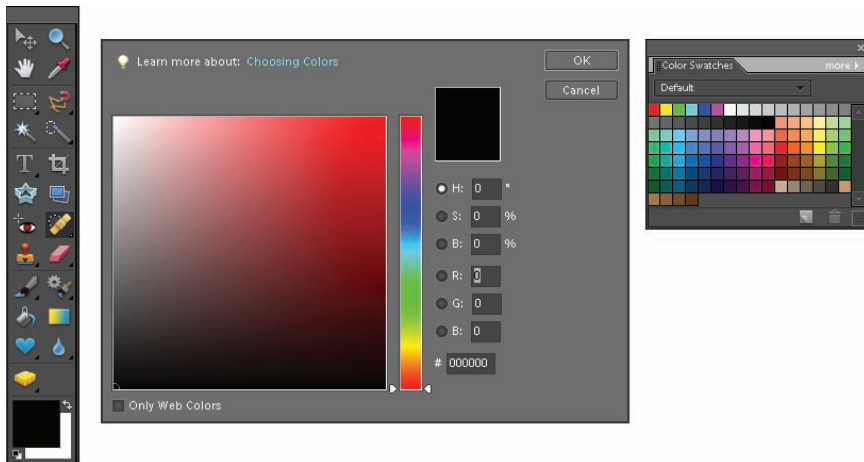 Learn more about: Choosing Colors
OK
Cancel
H: 0 °
S: 0 %
B: 0 %
R: 0
G: 0
B: 0
# 000000
Only Web Colors
Color Swatches
more
Default
T